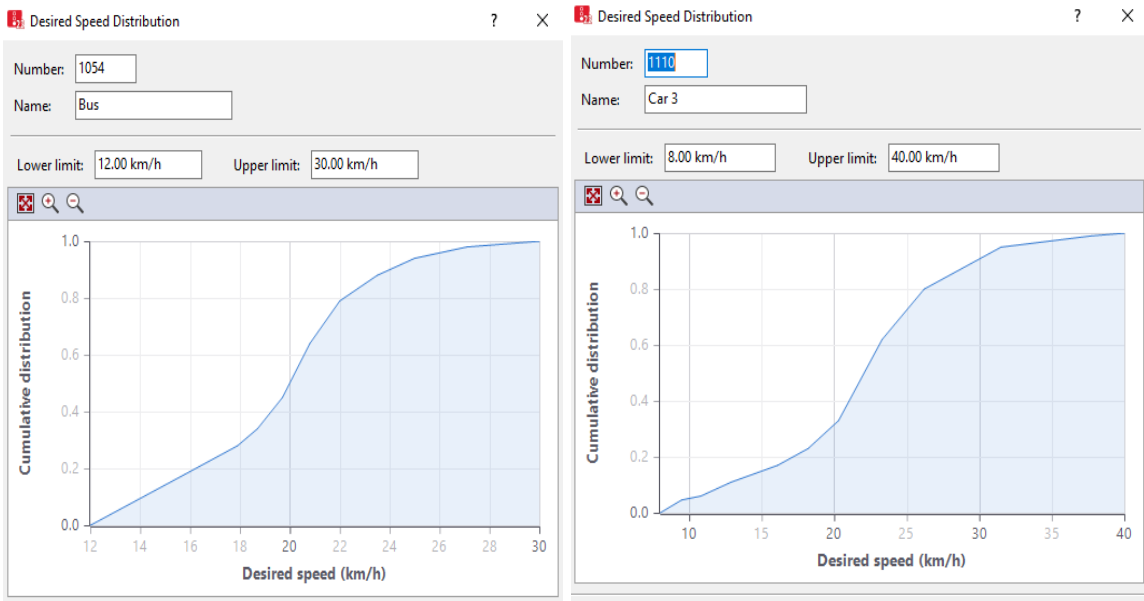 Desired Speed Distribution ? ×
Number: 1054
Name: Bus
Lower limit: 12.00 km/h Upper limit: 30.00 km/h
1.0
0.8
0.6
0.4
0.2
0.0
Cumulative distribution
12 14 16 18 20 22 24 26 28 30
Desired speed (km/h)
Desired Speed Distribution ? ×
Number: 1110
Name: Car 3
Lower limit: 8.00 km/h Upper limit: 40.00 km/h
1.0
0.8
0.6
0.4
0.2
0.0
Cumulative distribution
10 15 20 25 30 35 40
Desired speed (km/h)